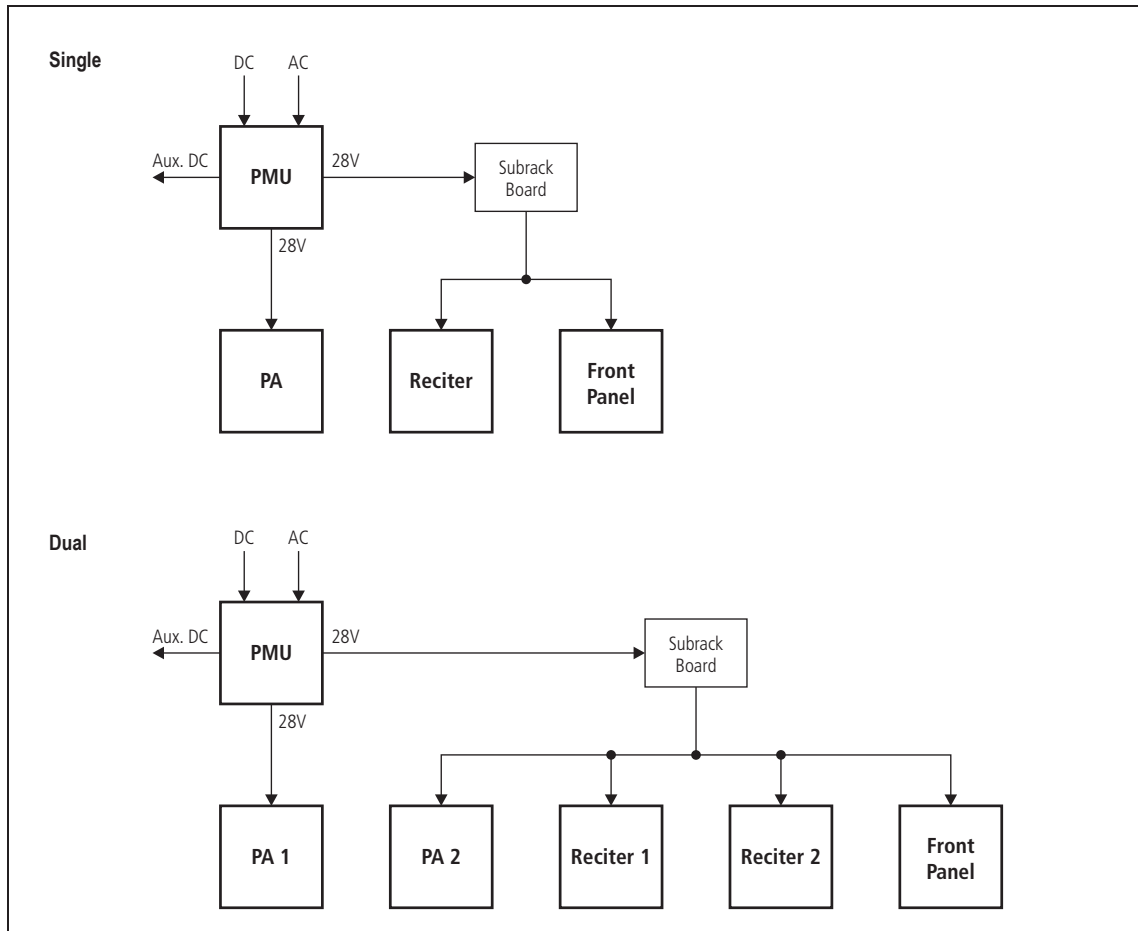 Single
DC
AC
Aux. DC
PMU
28V
Subrack
Board
28V
PA
Reciter
Front
Panel
Dual
DC
AC
Aux. DC
PMU
28V
Subrack
Board
28V
PA 1
PA 2
Reciter 1
Reciter 2
Front
Panel